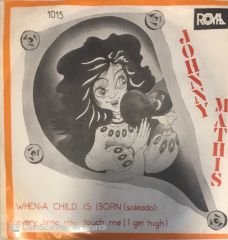 1015
ROYAL
JOHNNY
MATHIS
WHEN-A CHILD IS BORN (soleado)
every time you touch me (I get high)